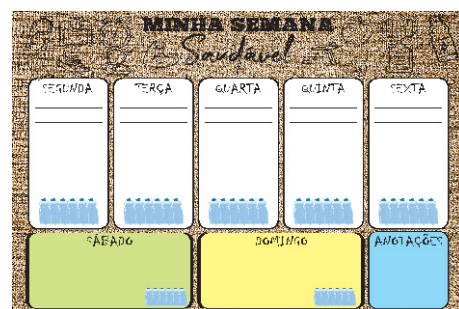 MINHA SEMANA
Saudável
SEGUNDA TERÇA QUARTA QUINTA SEXTA
SÁBADO DOMINGO ANOTAÇÕES